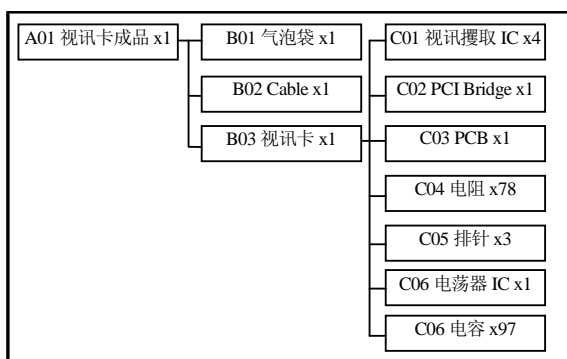 A01 视讯卡成品 x1
B01 气泡袋 x1
B02 Cable x1
B03 视讯卡 x1
C01 视讯攫取 IC x4
C02 PCI Bridge x1
C03 PCB x1
C04 电阻 x78
C05 排针 x3
C06 电荡器 IC x1
C06 电容 x97